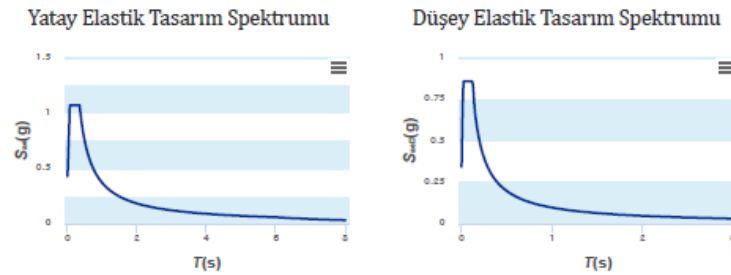 Yatay Elastik Tasarım Spektrumu
1.5
1
0.5
0
Sae(g)
0
2
4
6
8
T(s)
Düşey Elastik Tasarım Spektrumu
1
0.75
0.5
0.25
0
SaeD(g)
0
1
2
T(s)